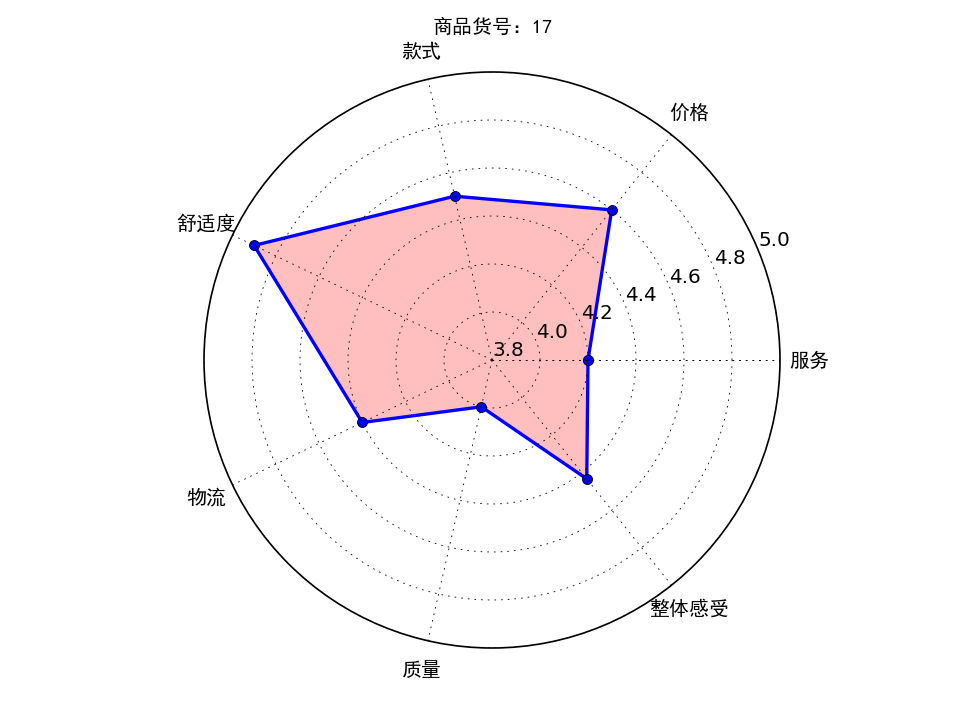 商品货号：17
款式
价格
舒适度
5.0
4.8
4.6
4.4
4.2
4.0
3.8
服务
物流
整体感受
质量